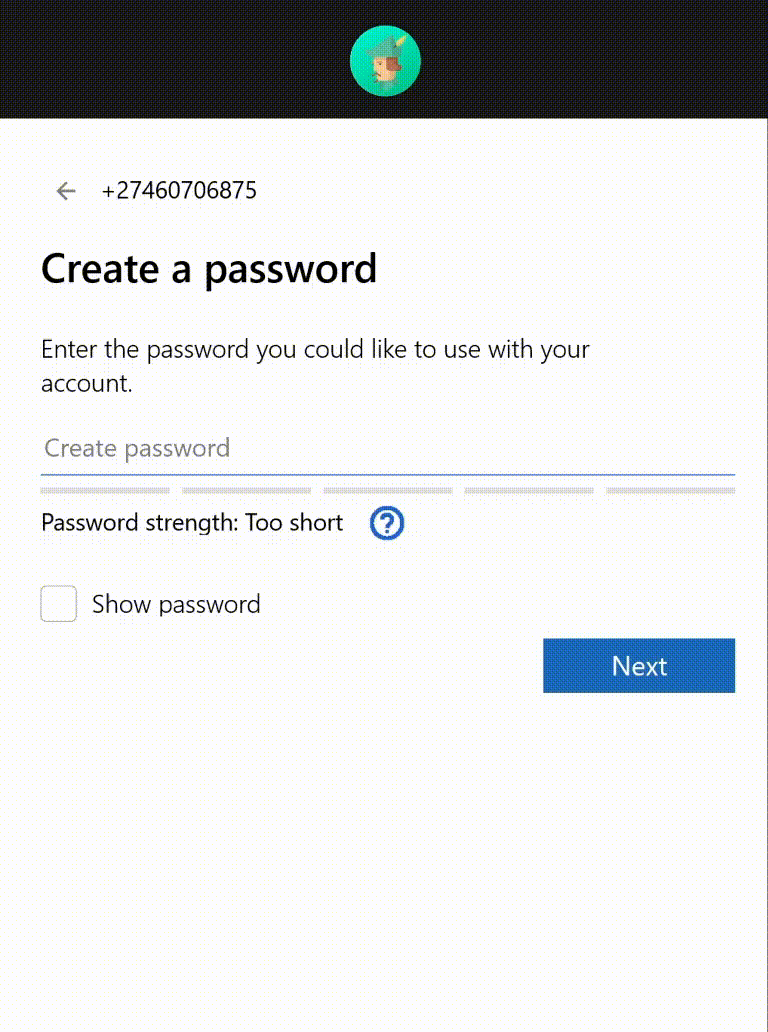 +27460706875
Create a password
Enter the password you could like to use with your
account.
Create password
Password strength: Too short
?
Show password
Next